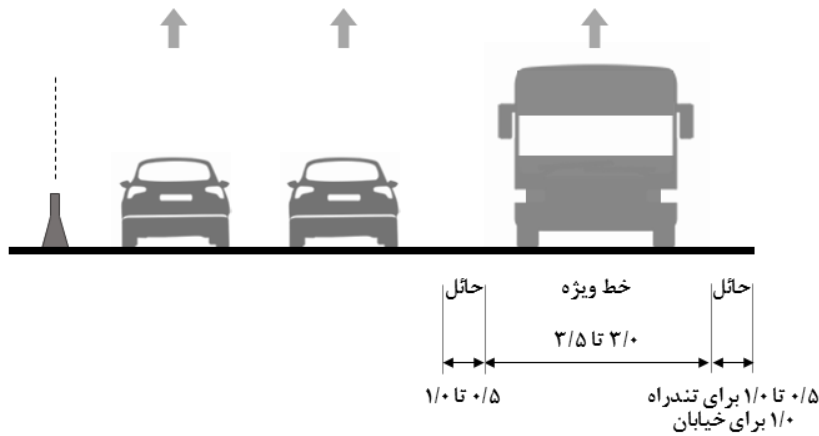 حائل
خط ویژه
حائل
۳/۰ تا ۳/۵
۰/۵ تا ۱/۰ برای تندراه
۱/۰ برای خیابان
۰/۵ تا ۱/۰